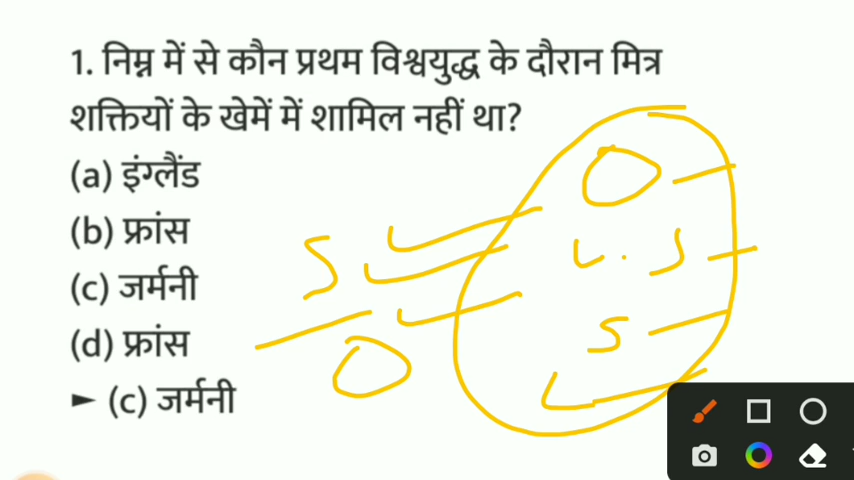 1. निम्न में से कौन प्रथम विश्वयुद्ध के दौरान मित्र
शक्तियों के खेमें में शामिल नहीं था?
(a) इंग्लैंड
(b) फ्रांस
(c) जर्मनी
(d) फ्रांस
► (c) जर्मनी